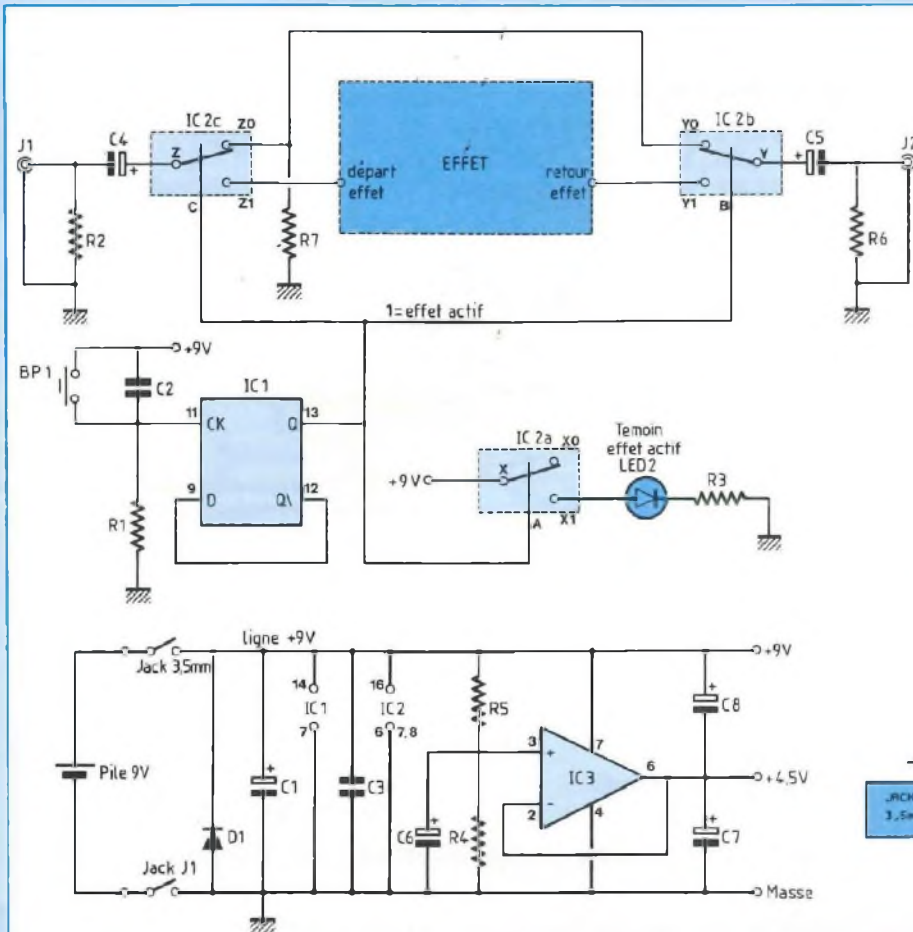 J1
C4
+
IC 2c
Z0
Z
C
Z1
R2
R7
EFFET
départ
effet
retour
effet
Y0
IC 2b
Y
Y1
B
+
C5
J2
R6
1=effet actif
+9V
BP1
C2
IC1
11
CK
Q
13
9
D
Q\
12
R1
IC 2a
X0
+9V
X
X1
A
Temoin
effet actif
LED2
R3
ligne +9V
Jack 3,5mm
Pile 9V
Jack J1
D1
+
C1
14
IC1
7
C3
16
IC2
6
7,8
R5
+
C6
R4
3
+
7
IC3
6
-
2
4
+9V
+
C8
+4,5V
+
C7
Masse
JACK